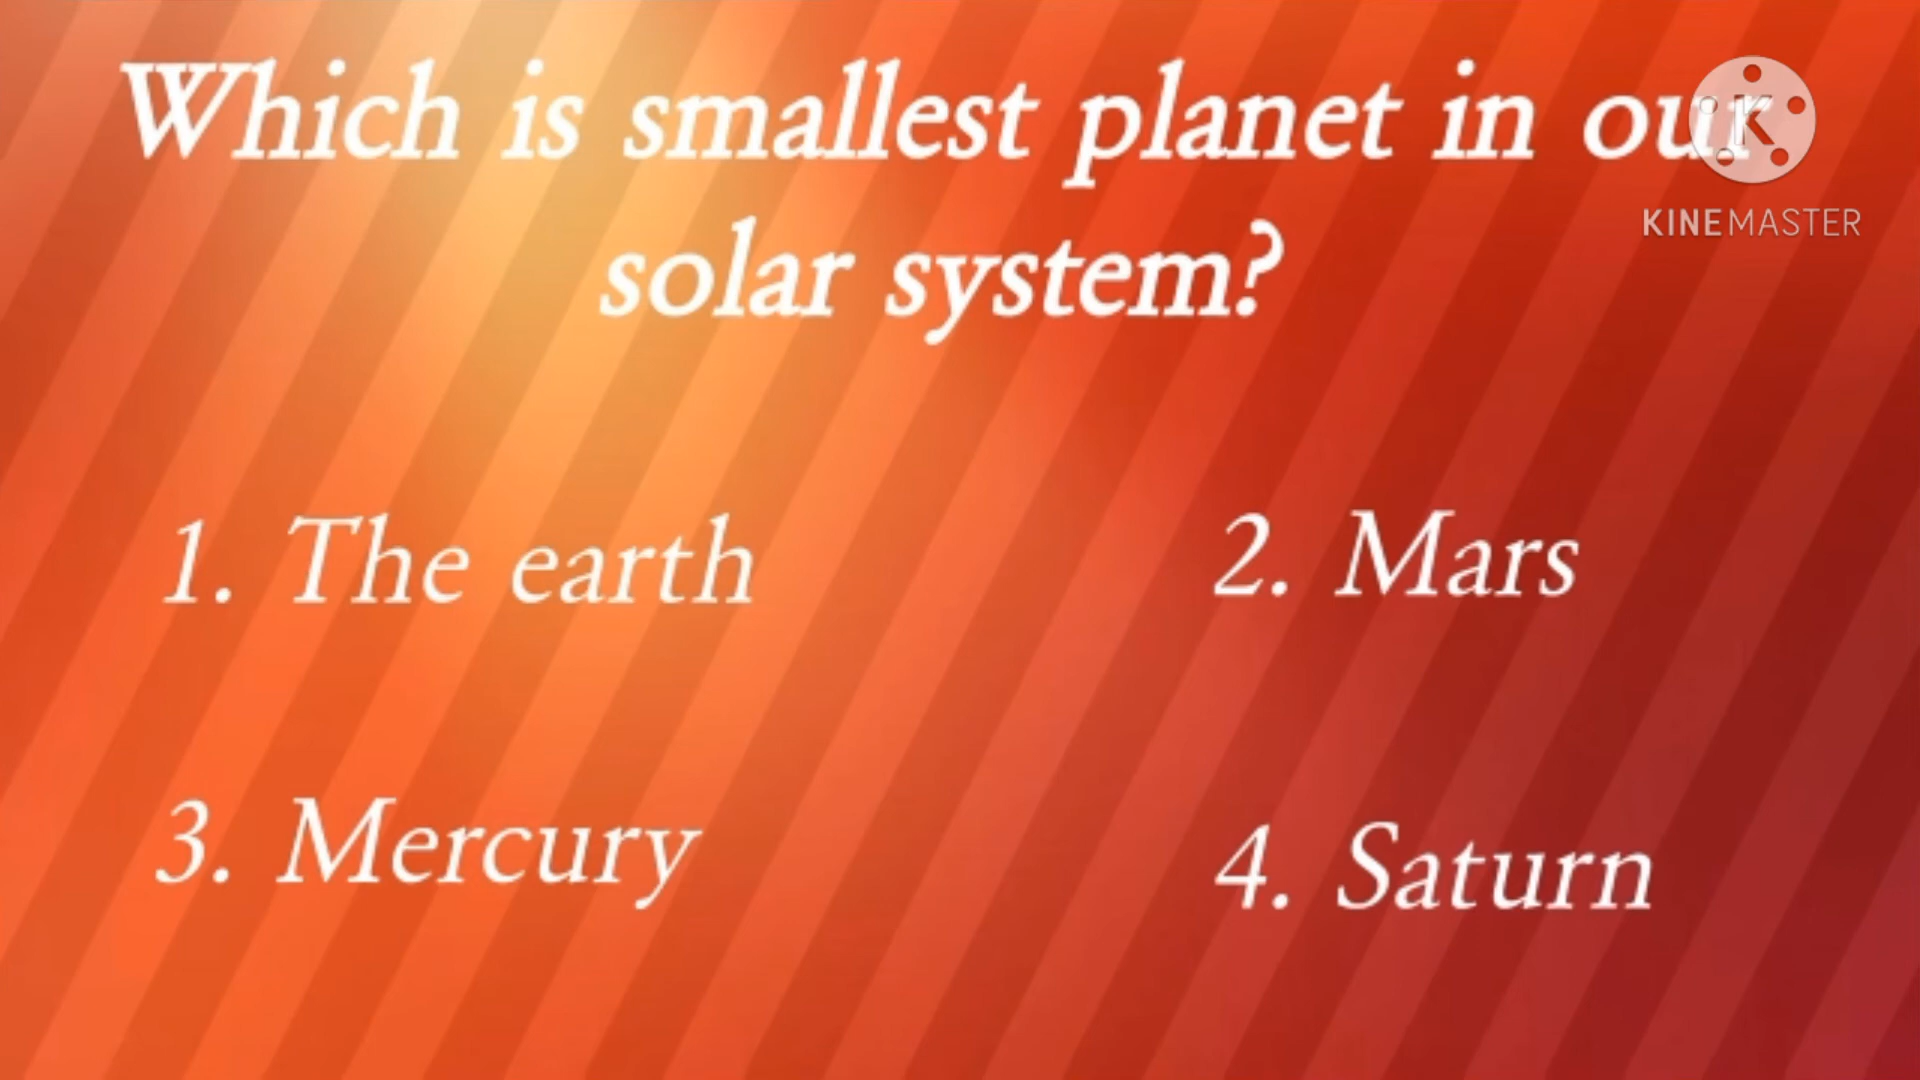 Which is smallest planet in our
solar system?
K
KINEMASTER
1. The earth
2. Mars
3. Mercury
4. Saturn